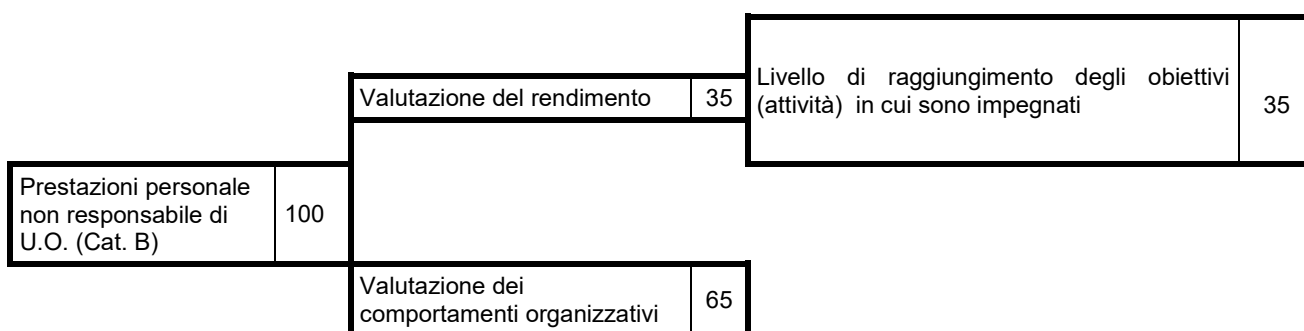 Livello di raggiungimento degli obiettivi
(attività) in cui sono impegnati
35
Valutazione del rendimento
35
Prestazioni personale
non responsabile di
U.O. (Cat. B)
100
Valutazione dei
comportamenti organizzativi
65